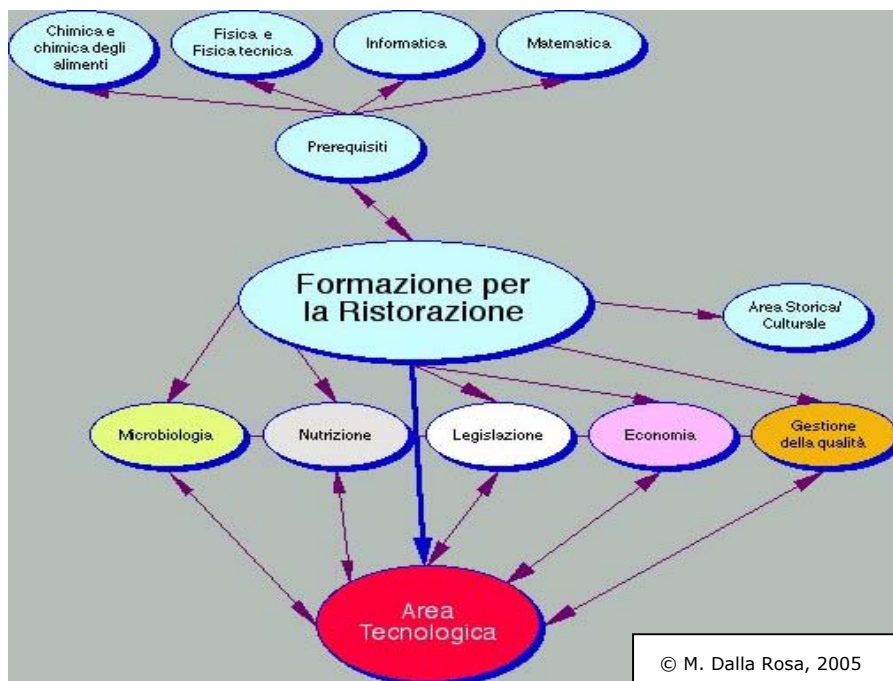 Chimica e
chimica degli
alimenti
Fisica e
Fisica tecnica
Informatica
Matematica
Prerequisiti
Formazione per
la Ristorazione
Area Storica/
Culturale
Microbiologia
Nutrizione
Legislazione
Economia
Gestione
della qualità
Area
Tecnologica
© M. Dalla Rosa, 2005